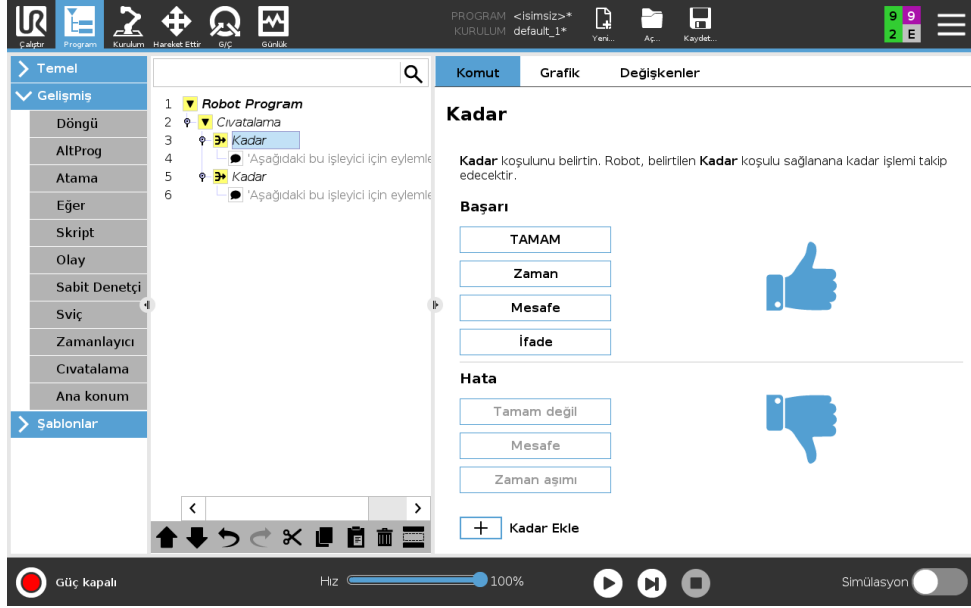 UR
PROGRAM <isimsiz>*
KURULUM default_1*
9 9
2 E
Çalıştır Program Kurulum Hareket Ettir G/Ç Günlük Yeni... Aç... Kaydet...
Temel
Gelişmiş
Döngü
AltProg
Atama
Eğer
Skript
Olay
Sabit Denetçi
Sviç
Zamanlayıcı
Cıvatalama
Ana konum
Şablonlar
1 Robot Program
2 Cıvatalama
3 Kadar
4 'Aşağıdaki bu işleyici için eylemle
5 Kadar
6 'Aşağıdaki bu işleyici için eylemle
Komut Grafik Değişkenler
Kadar
Kadar koşulunu belirtin. Robot, belirtilen Kadar koşulu sağlanana kadar işlemi takip
edecektir.
Başarı
TAMAM
Zaman
Mesafe
İfade
Hata
Tamam değil
Mesafe
Zaman aşımı
+ Kadar Ekle
Güç kapalı
Hız 100%
Simülasyon